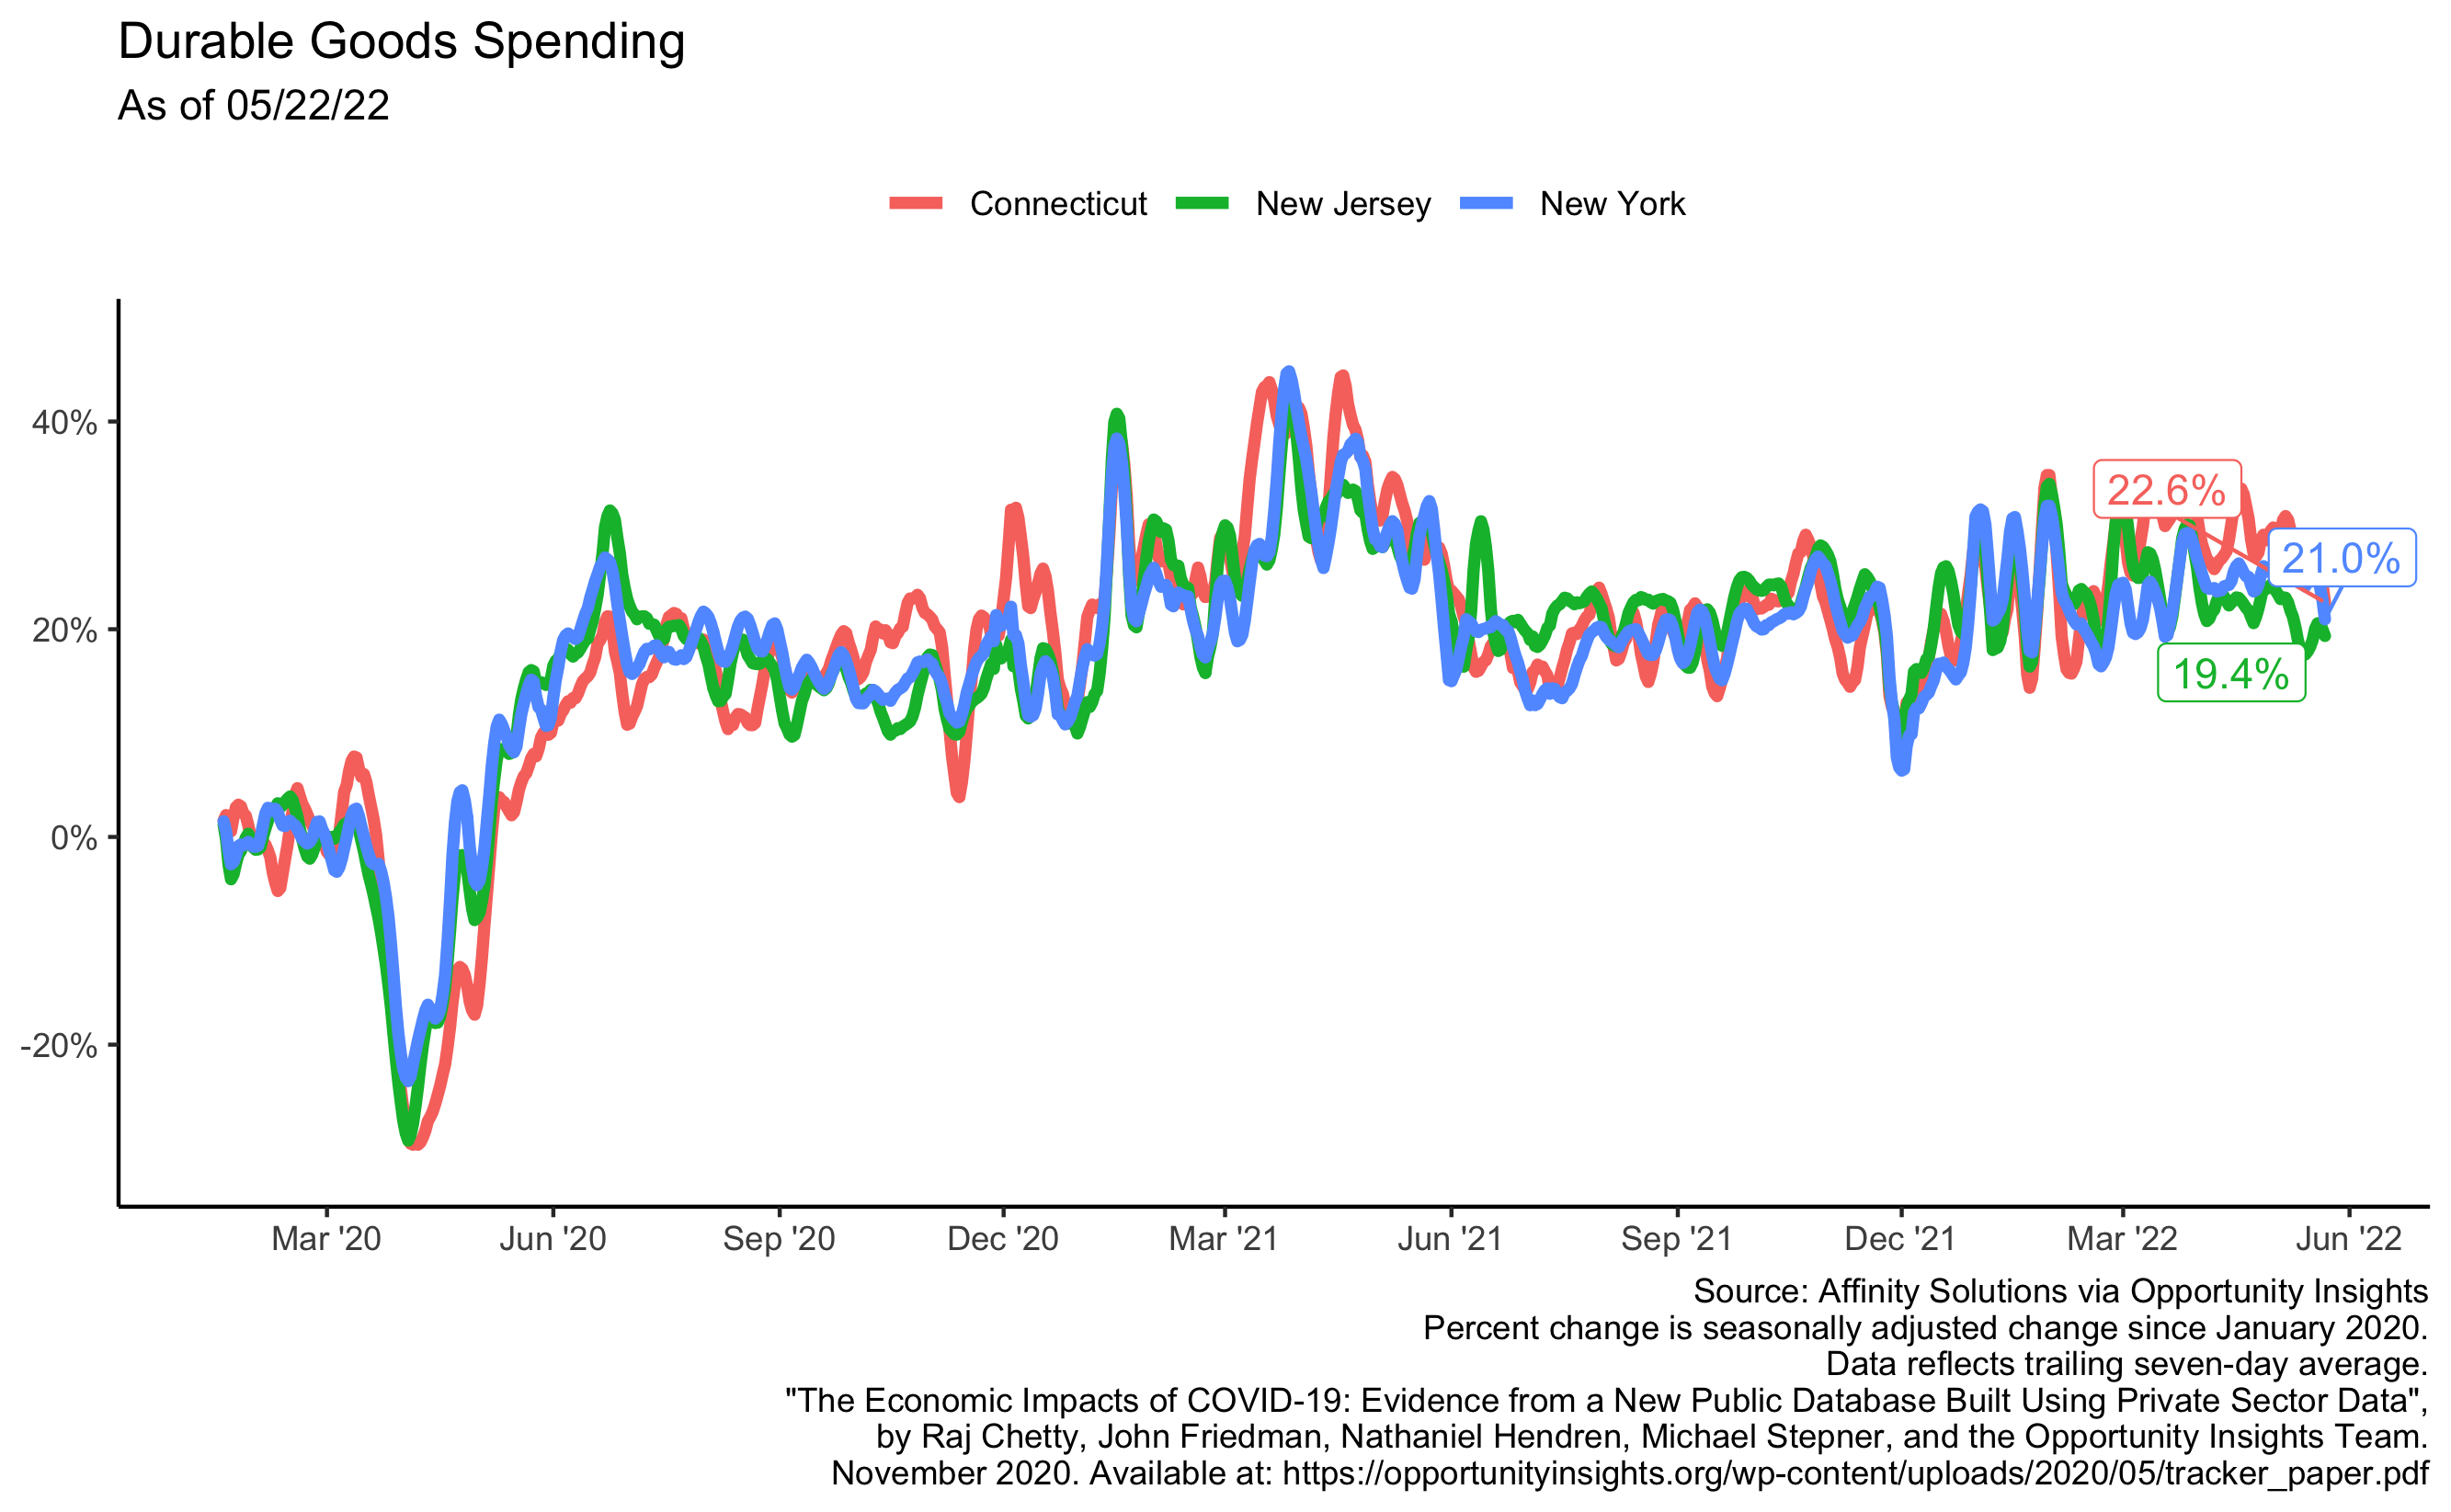 Durable Goods Spending
As of 05/22/22
Connecticut New Jersey New York
40%
20%
0%
-20%
22.6%
21.0%
19.4%
Mar '20 Jun '20 Sep '20 Dec '20 Mar '21 Jun '21 Sep '21 Dec '21 Mar '22 Jun '22
Source: Affinity Solutions via Opportunity Insights
Percent change is seasonally adjusted change since January 2020.
Data reflects trailing seven-day average.
"The Economic Impacts of COVID-19: Evidence from a New Public Database Built Using Private Sector Data",
by Raj Chetty, John Friedman, Nathaniel Hendren, Michael Stepner, and the Opportunity Insights Team.
November 2020. Available at: https://opportunityinsights.org/wp-content/uploads/2020/05/tracker_paper.pdf